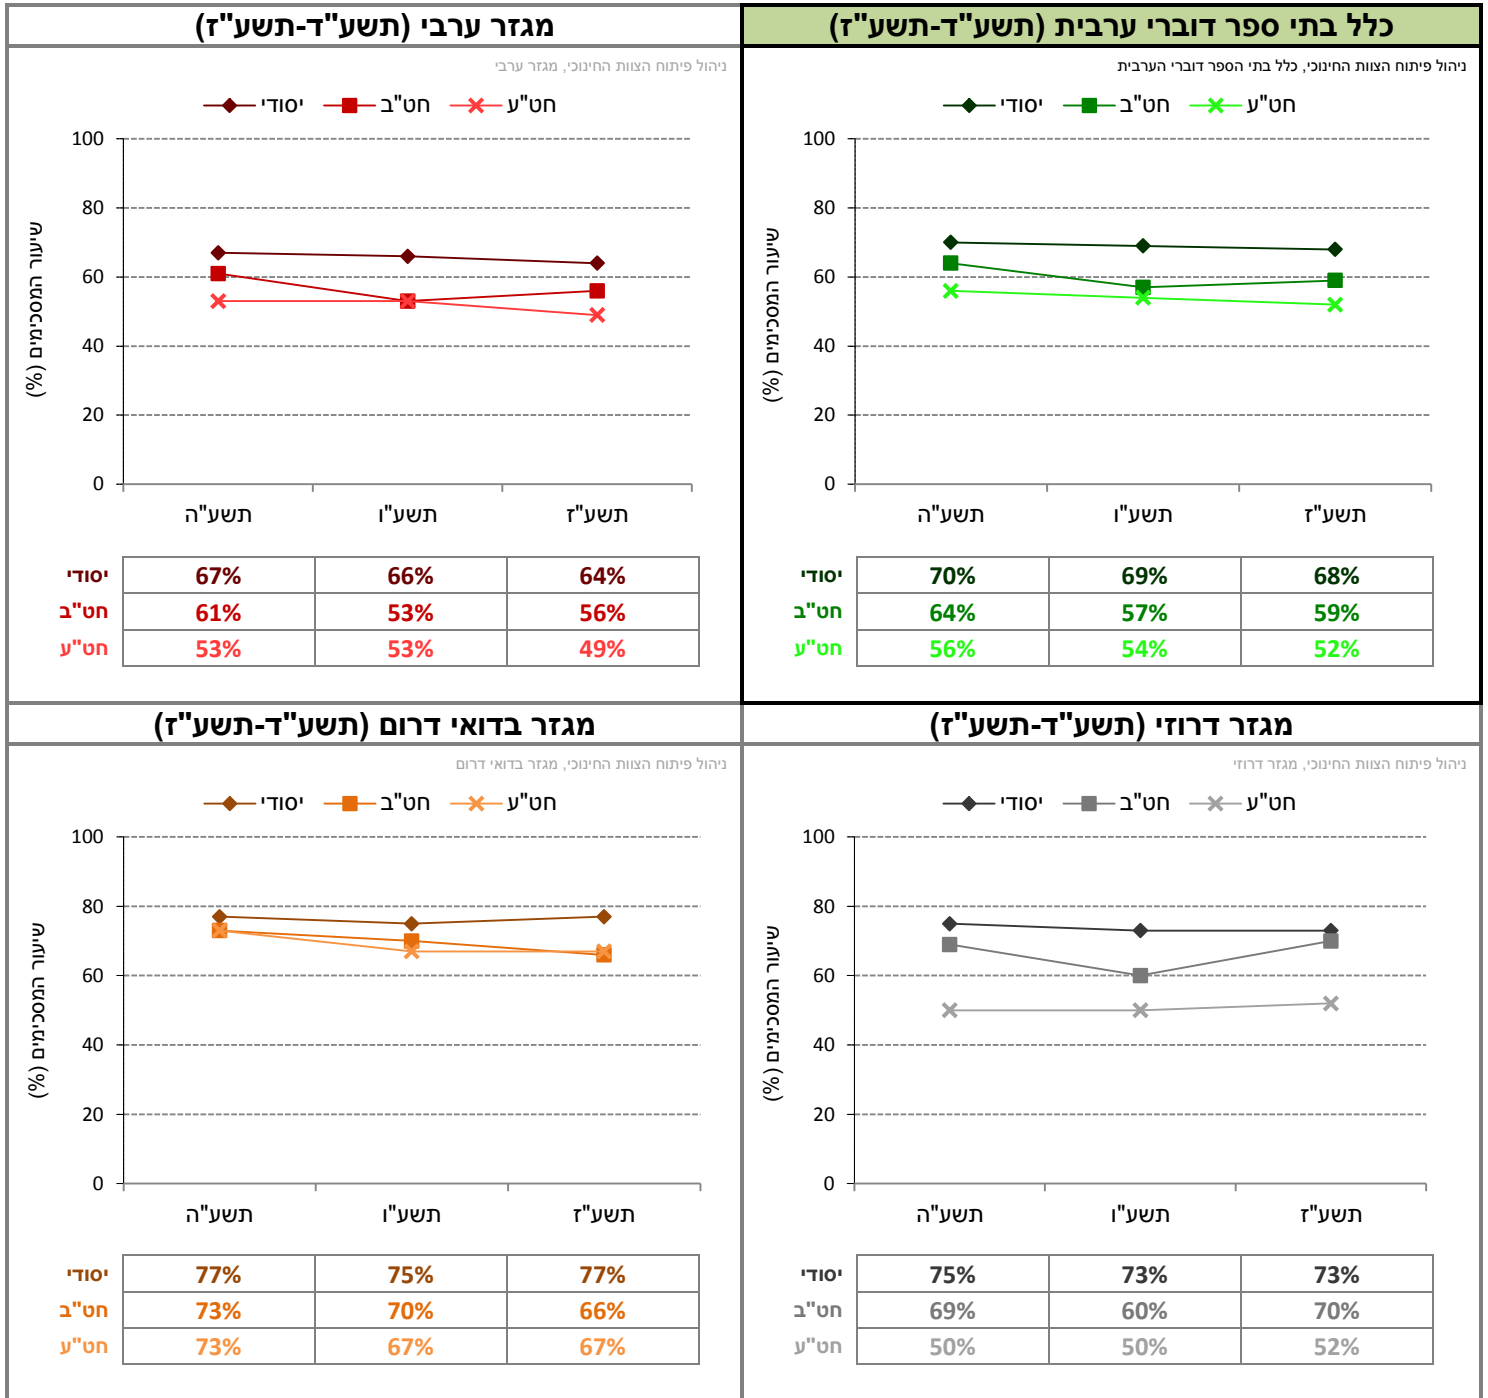 כלל בתי ספר דוברי ערבית (תשע"ד-תשע"ז)
ניהול פיתוח הצוות החינוכי, כלל בתי הספר דוברי הערבית
יסודי חט"ב חט"ע
שיעור המסכימים (%)
100
80
60
40
20
0
תשע"ה תשע"ו תשע"ז
יסודי 70% 69% 68%
חט"ב 64% 57% 59%
חט"ע 56% 54% 52%
מגזר ערבי (תשע"ד-תשע"ז)
ניהול פיתוח הצוות החינוכי, מגזר ערבי
יסודי חט"ב חט"ע
שיעור המסכימים (%)
100
80
60
40
20
0
תשע"ה תשע"ו תשע"ז
יסודי 67% 66% 64%
חט"ב 61% 53% 56%
חט"ע 53% 53% 49%
מגזר דרוזי (תשע"ד-תשע"ז)
ניהול פיתוח הצוות החינוכי, מגזר דרוזי
יסודי חט"ב חט"ע
שיעור המסכימים (%)
100
80
60
40
20
0
תשע"ה תשע"ו תשע"ז
יסודי 75% 73% 73%
חט"ב 69% 60% 70%
חט"ע 50% 50% 52%
מגזר בדואי דרום (תשע"ד-תשע"ז)
ניהול פיתוח הצוות החינוכי, מגזר בדואי דרום
יסודי חט"ב חט"ע
שיעור המסכימים (%)
100
80
60
40
20
0
תשע"ה תשע"ו תשע"ז
יסודי 77% 75% 77%
חט"ב 73% 70% 66%
חט"ע 73% 67% 67%